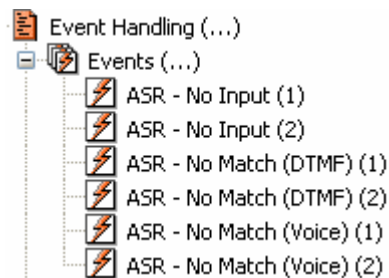 Event Handling (...)
Events (...)
ASR - No Input (1)
ASR - No Input (2)
ASR - No Match (DTMF) (1)
ASR - No Match (DTMF) (2)
ASR - No Match (Voice) (1)
ASR - No Match (Voice) (2)